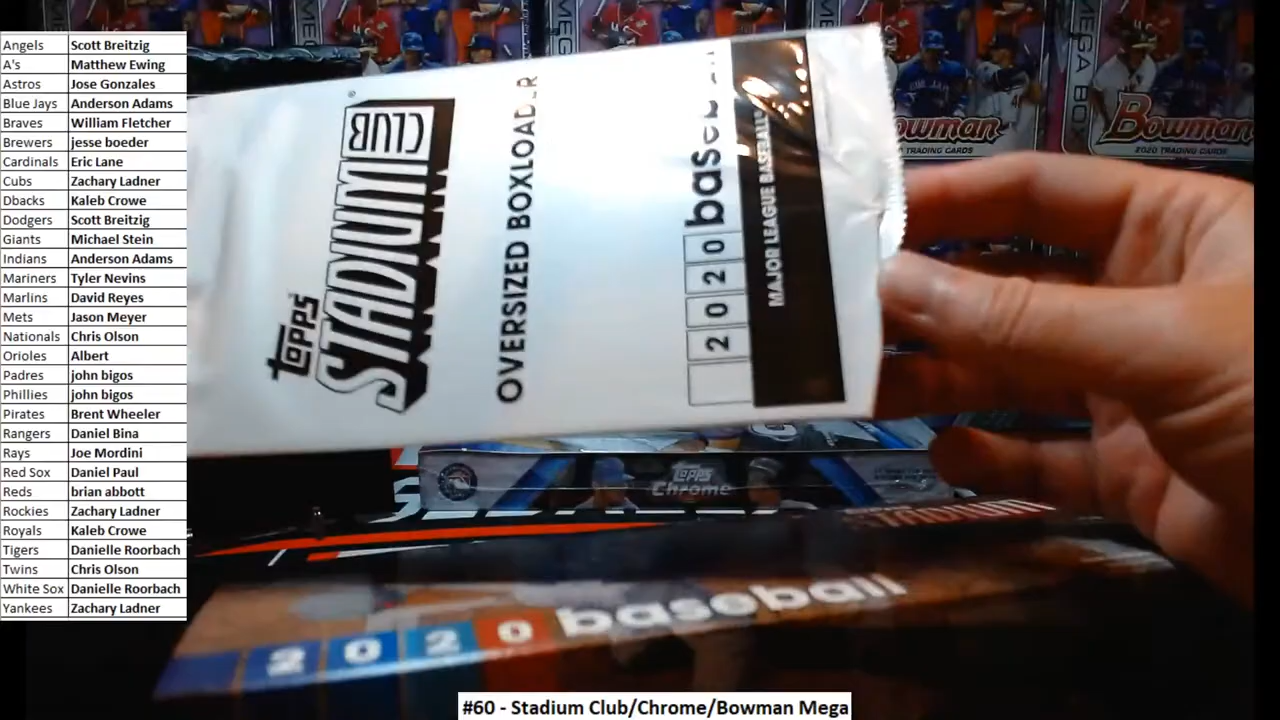 Angels Scott Breitzig
A's Matthew Ewing
Astros Jose Gonzales
Blue Jays Anderson Adams
Braves William Fletcher
Brewers jesse boeder
Cardinals Eric Lane
Cubs Zachary Ladner
Dbacks Kaleb Crowe
Dodgers Scott Breitzig
Giants Michael Stein
Indians Anderson Adams
Mariners Tyler Nevins
Marlins David Reyes
Mets Jason Meyer
Nationals Chris Olson
Orioles Albert
Padres john bigos
Phillies john bigos
Pirates Brent Wheeler
Rangers Daniel Bina
Rays Joe Mordini
Red Sox Daniel Paul
Reds brian abbott
Rockies Zachary Ladner
Royals Kaleb Crowe
Tigers Danielle Roorbach
Twins Chris Olson
White Sox Danielle Roorbach
Yankees Zachary Ladner
Topps
STADIUM
CLUB
OVERSIZED
2020
MAJOR LEAGUE BASEBALL
MEGA BOX
Bowman
2020 TRADING CARDS
TRADING CARDS
Topps
Chrome
STADIUM
2020 baseball
#60 - Stadium Club/Chrome/Bowman Mega